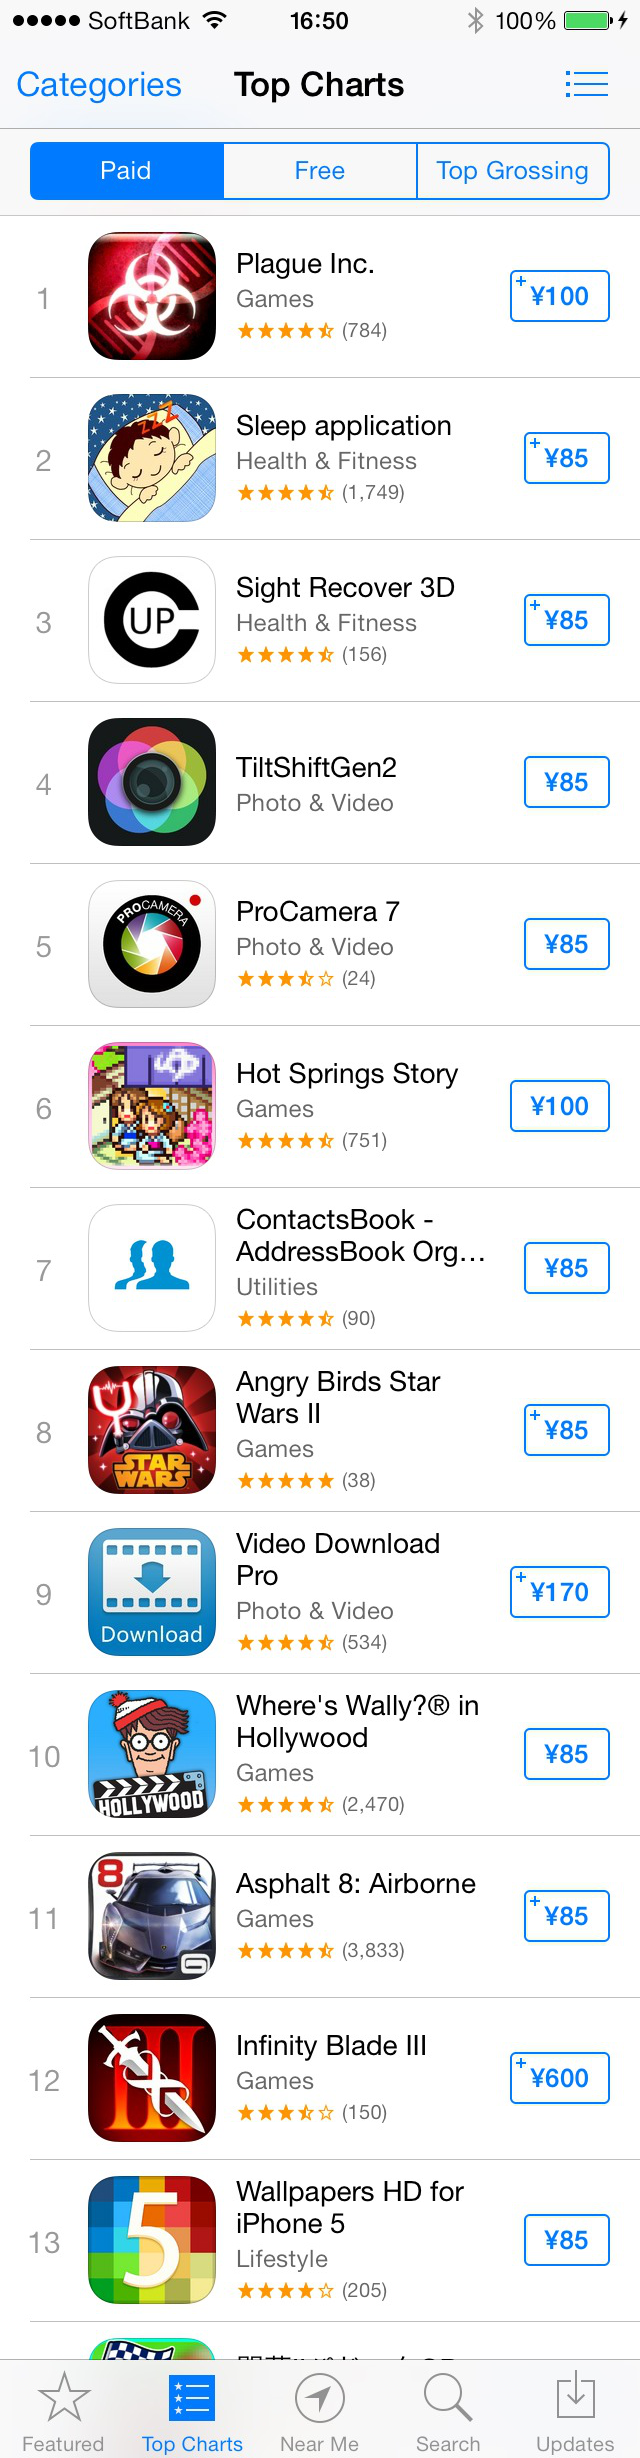 SoftBank 16:50 100%
Categories Top Charts
Paid Free Top Grossing
1
Plague Inc.
Games
(784)
+ ¥100
2
ZZZ
Sleep application
Health & Fitness
(1,749)
+ ¥85
3
UP
Sight Recover 3D
Health & Fitness
(156)
+ ¥85
4
TiltShiftGen2
Photo & Video
¥85
5
PROCAMERA
ProCamera 7
Photo & Video
(24)
¥85
6
Hot Springs Story
Games
(751)
¥100
7
ContactsBook -
AddressBook Org...
Utilities
(90)
¥85
8
STAR
WARS
Angry Birds Star
Wars II
Games
(38)
+ ¥85
9
Download
Video Download
Pro
Photo & Video
(534)
+ ¥170
10
HOLLYWOOD
Where's Wally?® in
Hollywood
Games
(2,470)
¥85
11
8
Asphalt 8: Airborne
Games
(3,833)
+ ¥85
12
III
Infinity Blade III
Games
(150)
+ ¥600
13
5
Wallpapers HD for
iPhone 5
Lifestyle
(205)
¥85
Featured Top Charts Near Me Search Updates